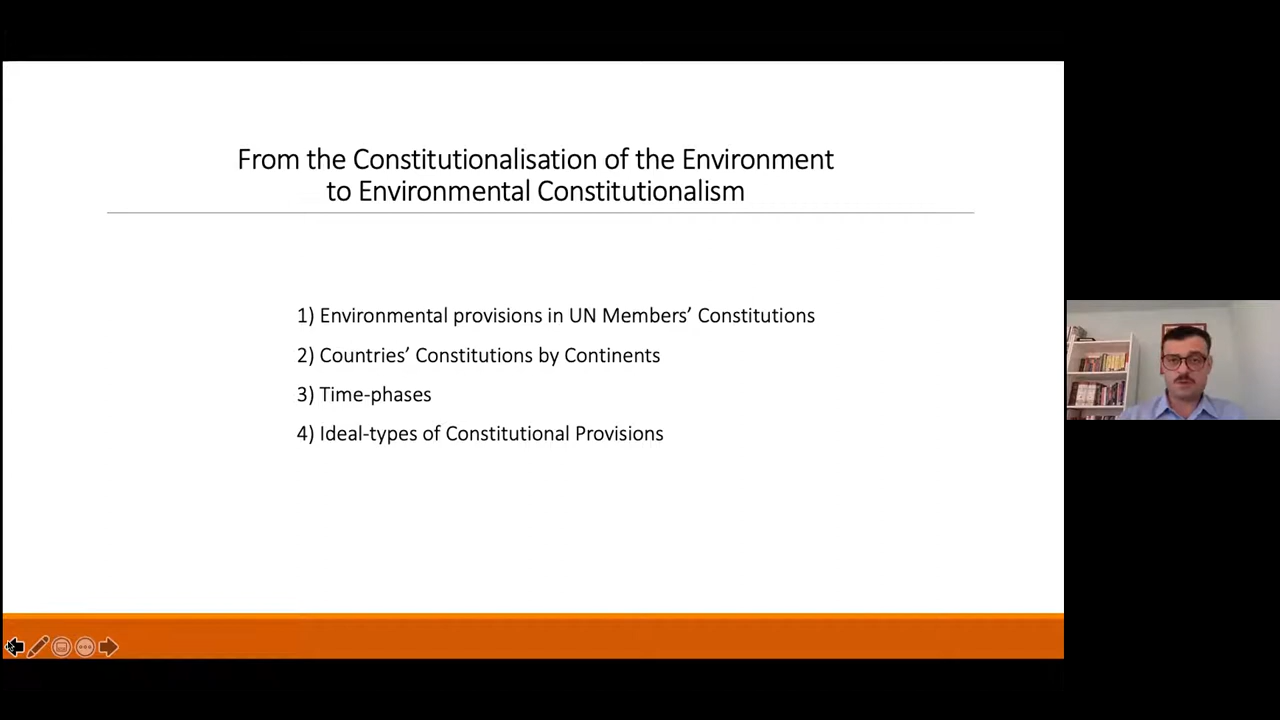 From the Constitutionalisation of the Environment
to Environmental Constitutionalism
1) Environmental provisions in UN Members’ Constitutions
2) Countries’ Constitutions by Continents
3) Time-phases
4) Ideal-types of Constitutional Provisions